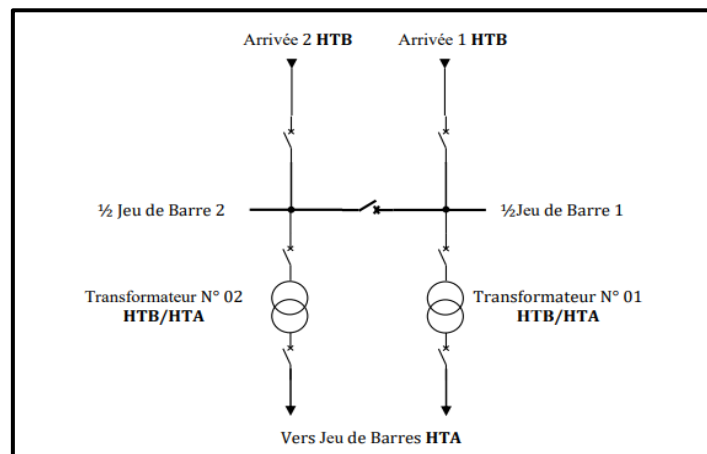 Arrivée 2 HTB
Arrivée 1 HTB
½ Jeu de Barre 2
½Jeu de Barre 1
Transformateur N° 02
HTB/HTA
Transformateur N° 01
HTB/HTA
Vers Jeu de Barres HTA